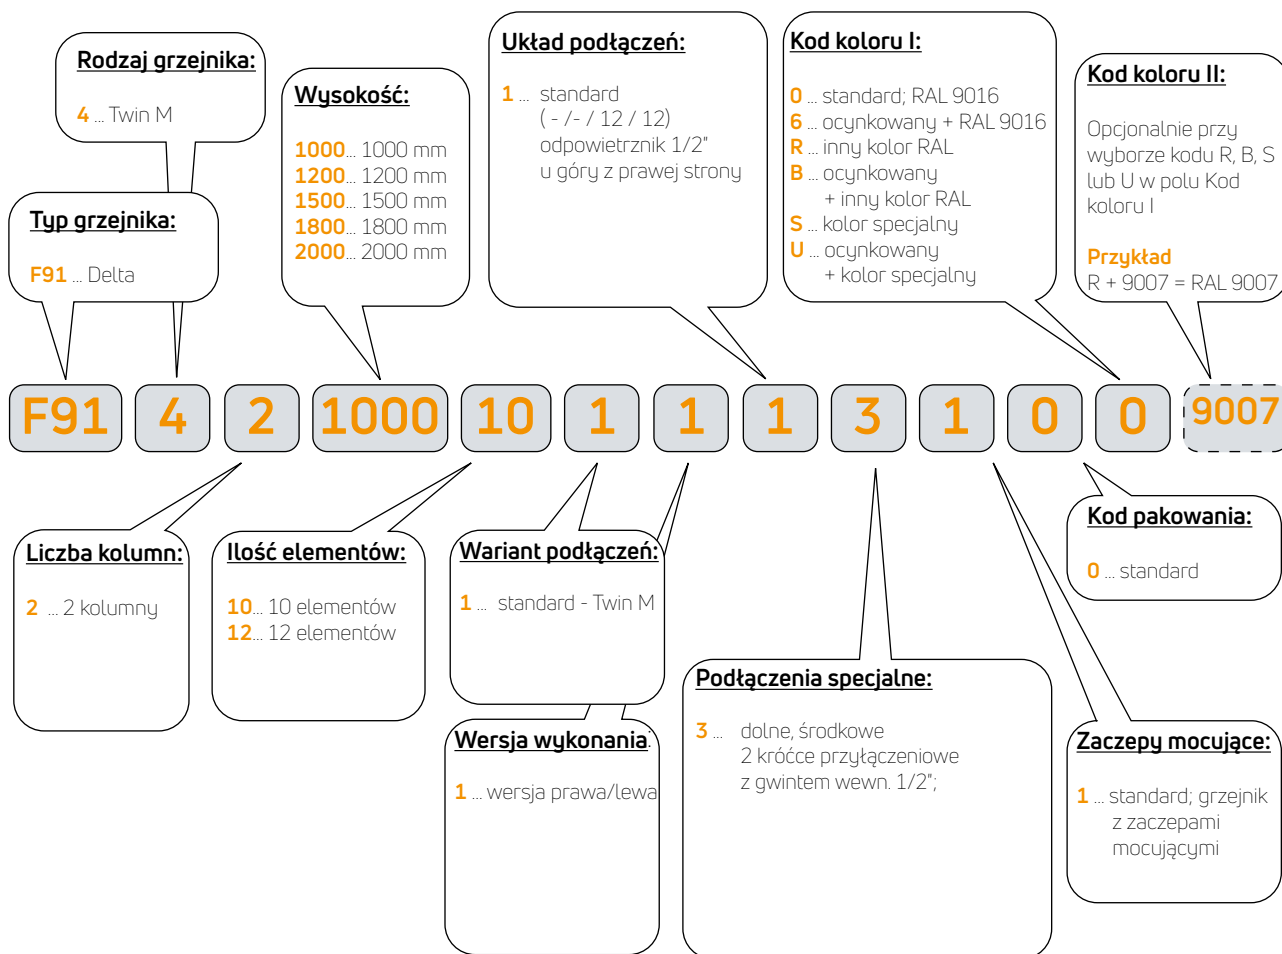 Rodzaj grzejnika:
4 ... Twin M
Typ grzejnika:
F91 ... Delta
Wysokość:
1000... 1000 mm
1200... 1200 mm
1500... 1500 mm
1800... 1800 mm
2000... 2000 mm
Układ podłączeń:
1 ... standard
( - /- / 12 / 12)
odpowietrznik 1/2"
u góry z prawej strony
Kod koloru I:
0 ... standard; RAL 9016
6 ... ocynkowany + RAL 9016
R ... inny kolor RAL
B ... ocynkowany
+ inny kolor RAL
S ... kolor specjalny
U ... ocynkowany
+ kolor specjalny
Kod koloru II:
Opcjonalnie przy
wyborze kodu R, B, S
lub U w polu Kod
koloru I
Przykład
R + 9007 = RAL 9007
F91 4 2 1000 10 1 1 1 3 1 0 0 9007
Liczba kolumn:
2 ... 2 kolumny
Ilość elementów:
10... 10 elementów
12... 12 elementów
Wariant podłączeń:
1 ... standard - Twin M
Wersja wykonania:
1 ... wersja prawa/lewa
Podłączenia specjalne:
3 ... dolne, środkowe
2 króćce przyłączeniowe
z gwintem wewn. 1/2";
Kod pakowania:
0 ... standard
Zaczepy mocujące:
1 ... standard; grzejnik
z zaczepami
mocującymi